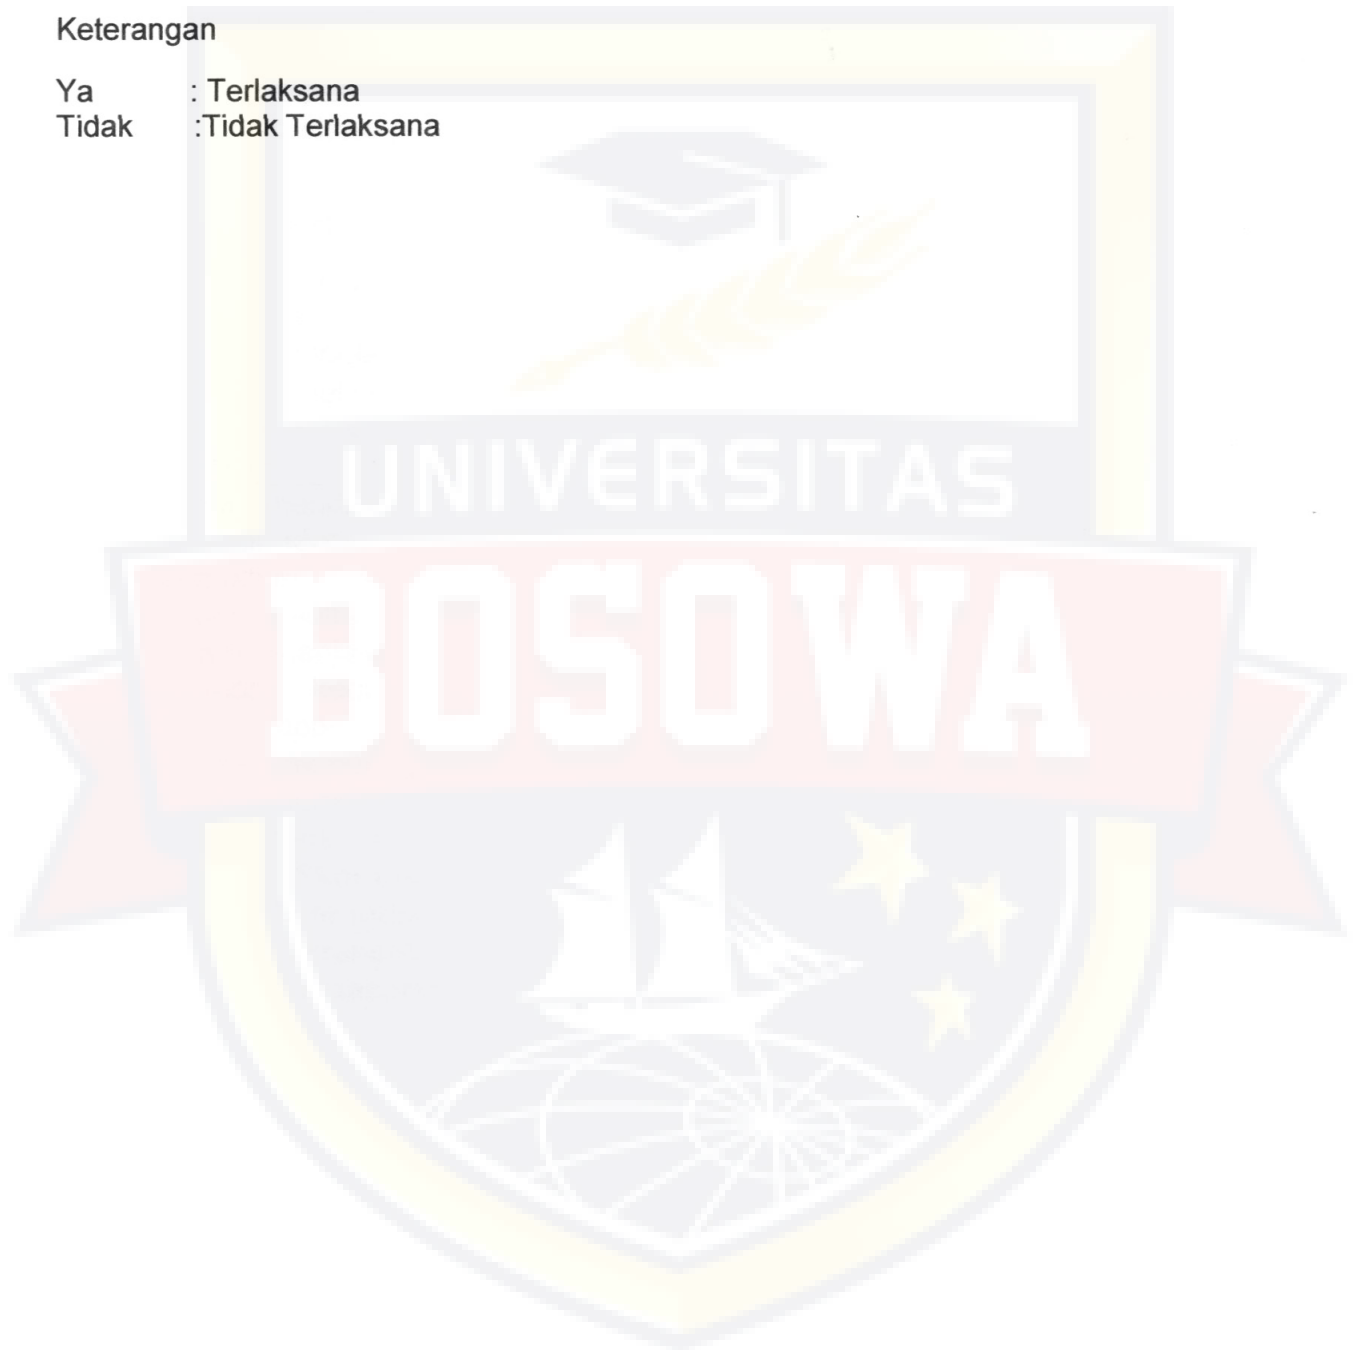 Keterangan
Ya : Terlaksana
Tidak :Tidak Terlaksana
UNIVERSITAS
BOSOWA